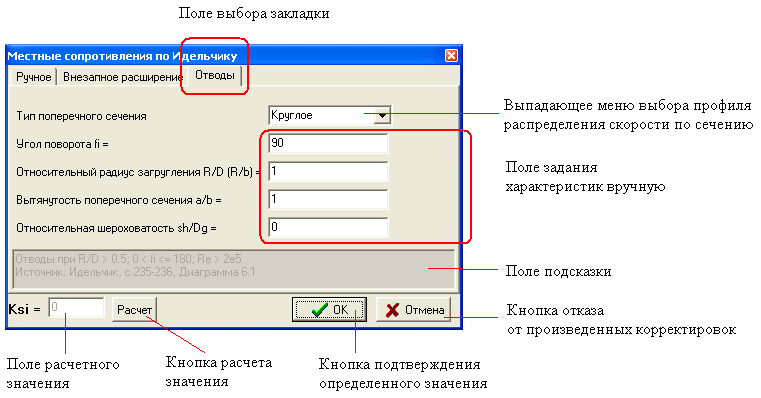 Поле выбора закладки
Местные сопротивления по Идельчику
Ручное Внезапное расширение Отводы
Тип поперечного сечения Круглое
Выпадающее меню выбора профиля
распределения скорости по сечению
Угол поворота fi = 90
Относительный радиус загругления R/D (R/b) = 1
Поле задания
характеристик вручную
Вытянутость поперечного сечения a/b = 1
Относительная шероховатость sh/Dg = 0
Отводы при R/D > 0.5; 0 < fi <= 180; Re > 2e5.
Источник: Идельчик, с.235-236, Диаграмма 6.1
Поле подсказки
Ksi = 0 Расчет OK Отмена
Кнопка отказа
от произведенных корректировок
Поле расчетного
значения
Кнопка расчета
значения
Кнопка подтверждения
определенного значения